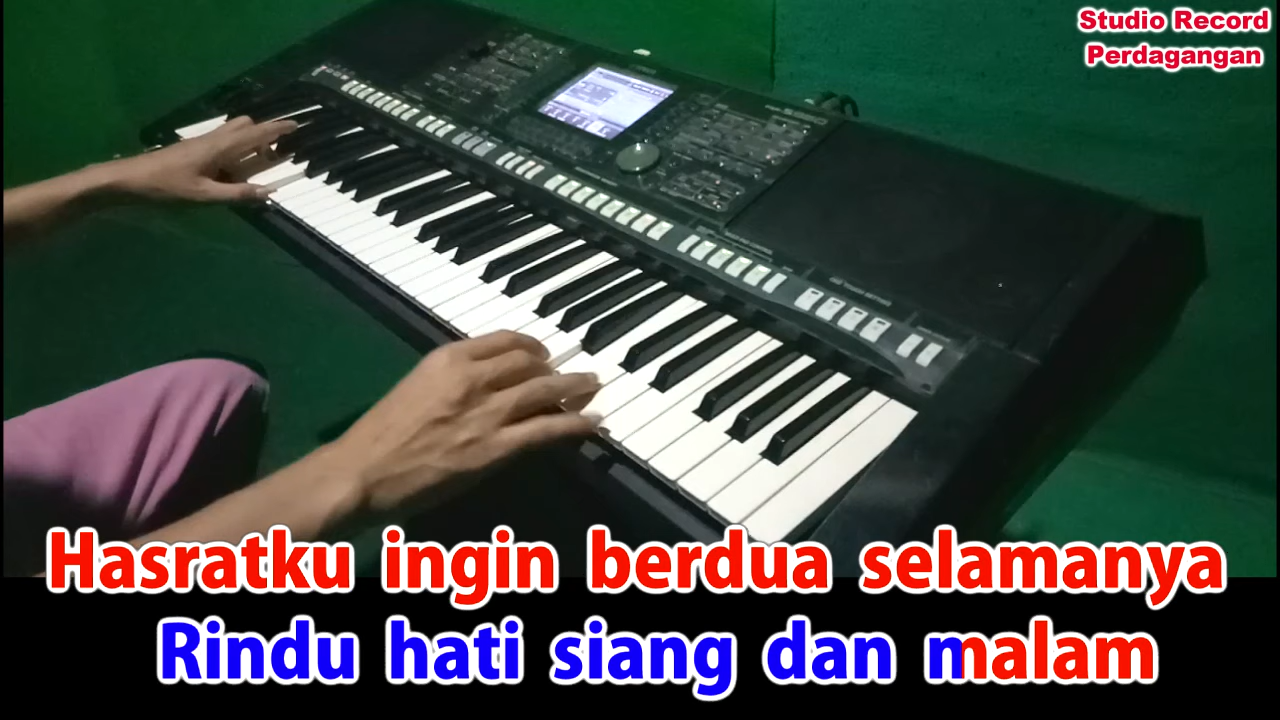 Studio Record
Perdagangan
Hasratku ingin berdua selamanya
Rindu hati siang dan malam